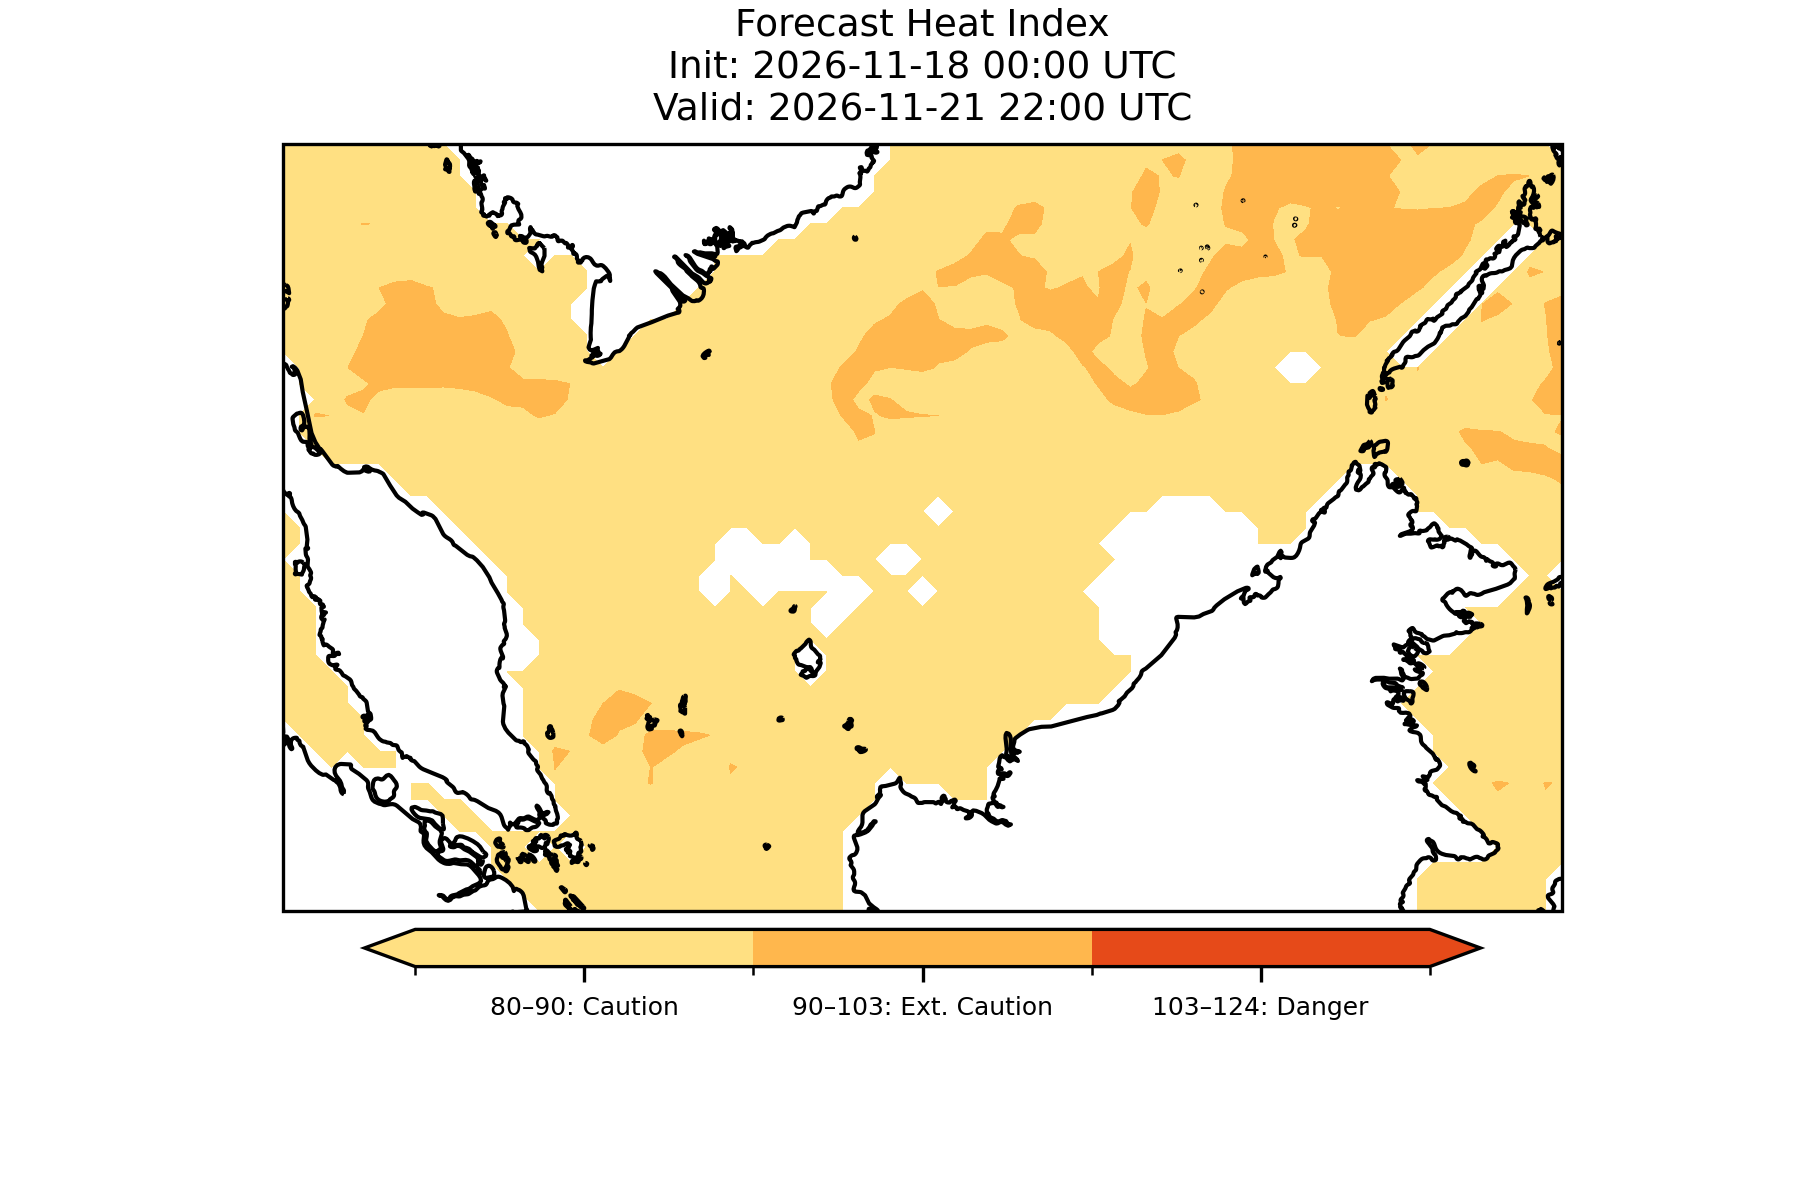 Forecast Heat Index
Init: 2026-11-18 00:00 UTC
Valid: 2026-11-21 22:00 UTC
80–90: Caution
90–103: Ext. Caution
103–124: Danger